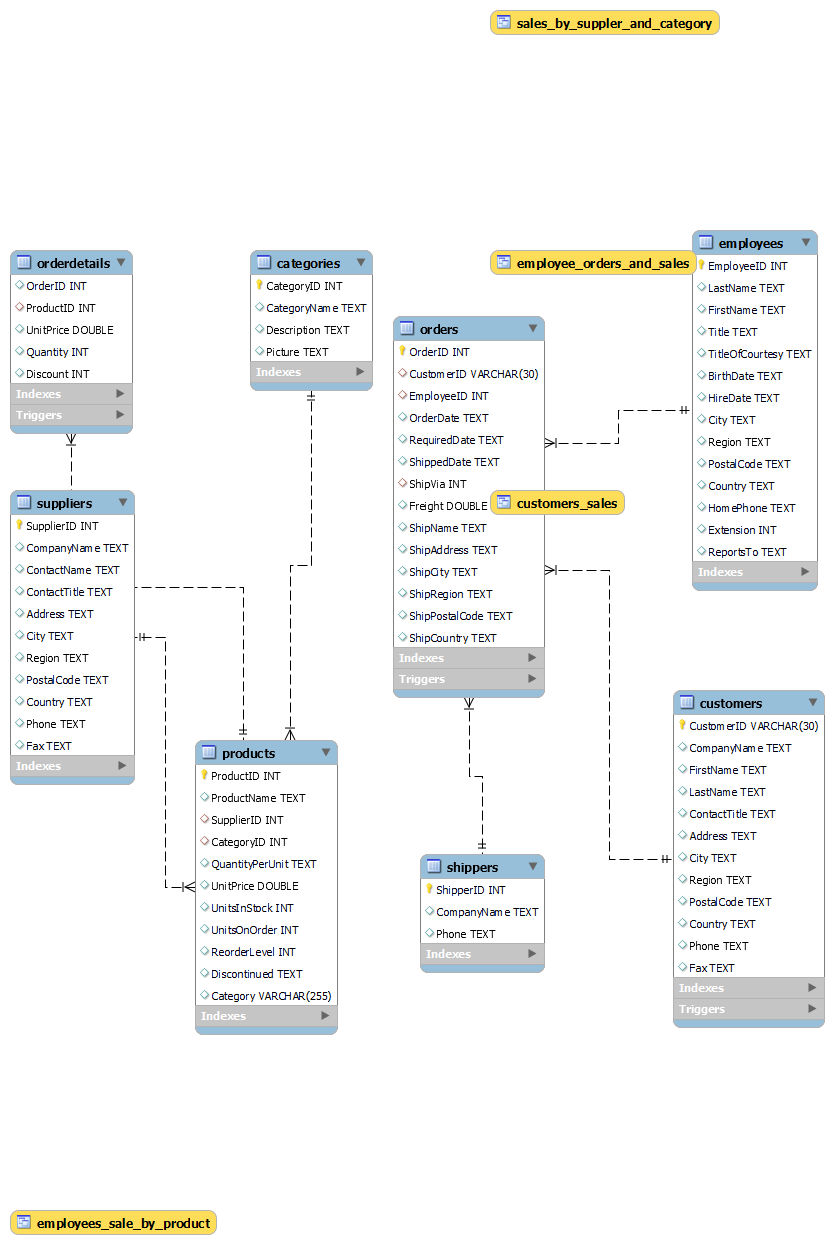 sales_by_suppler_and_category
orderdetails
OrderID INT
ProductID INT
UnitPrice DOUBLE
Quantity INT
Discount INT
Indexes
Triggers
categories
CategoryID INT
CategoryName TEXT
Description TEXT
Picture TEXT
Indexes
employee_orders_and_sales
employees
EmployeeID INT
LastName TEXT
FirstName TEXT
Title TEXT
TitleOfCourtesy TEXT
BirthDate TEXT
HireDate TEXT
City TEXT
Region TEXT
PostalCode TEXT
Country TEXT
HomePhone TEXT
Extension INT
ReportsTo TEXT
Indexes
orders
OrderID INT
CustomerID VARCHAR(30)
EmployeeID INT
OrderDate TEXT
RequiredDate TEXT
ShippedDate TEXT
ShipVia INT
Freight DOUBLE
ShipName TEXT
ShipAddress TEXT
ShipCity TEXT
ShipRegion TEXT
ShipPostalCode TEXT
ShipCountry TEXT
Indexes
Triggers
customers_sales
suppliers
SupplierID INT
CompanyName TEXT
ContactName TEXT
ContactTitle TEXT
Address TEXT
City TEXT
Region TEXT
PostalCode TEXT
Country TEXT
Phone TEXT
Fax TEXT
Indexes
products
ProductID INT
ProductName TEXT
SupplierID INT
CategoryID INT
QuantityPerUnit TEXT
UnitPrice DOUBLE
UnitsInStock INT
UnitsOnOrder INT
ReorderLevel INT
Discontinued TEXT
Category VARCHAR(255)
Indexes
shippers
ShipperID INT
CompanyName TEXT
Phone TEXT
Indexes
customers
CustomerID VARCHAR(30)
CompanyName TEXT
FirstName TEXT
LastName TEXT
ContactTitle TEXT
Address TEXT
City TEXT
Region TEXT
PostalCode TEXT
Country TEXT
Phone TEXT
Fax TEXT
Indexes
Triggers
employees_sale_by_product